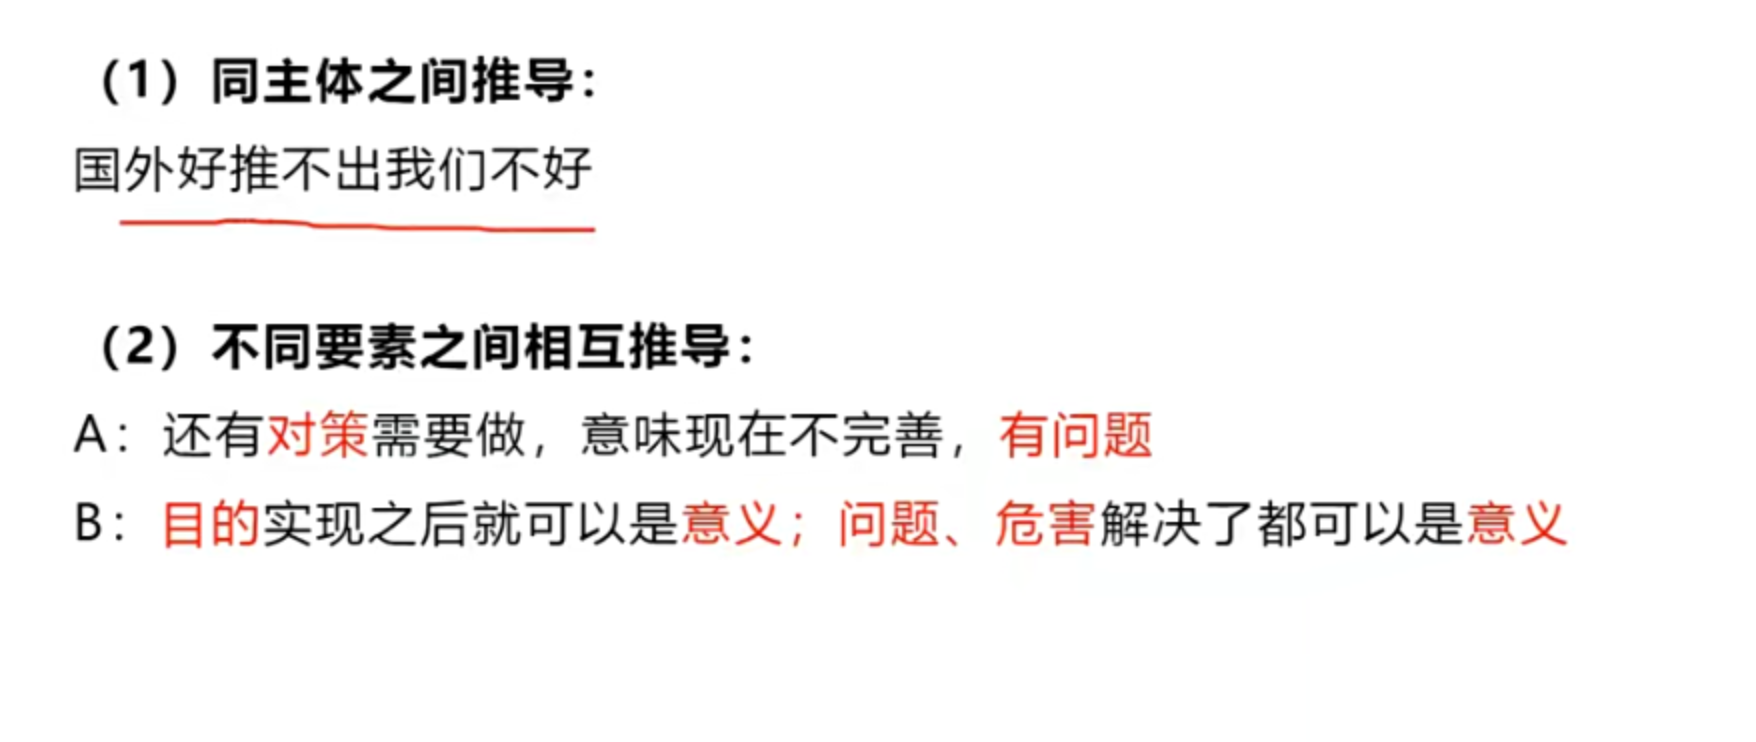 （1）同主体之间推导：
国外好推不出我们不好
（2）不同要素之间相互推导：
A：还有对策需要做，意味现在不完善，有问题
B：目的实现之后就可以是意义；问题、危害解决了都可以是意义